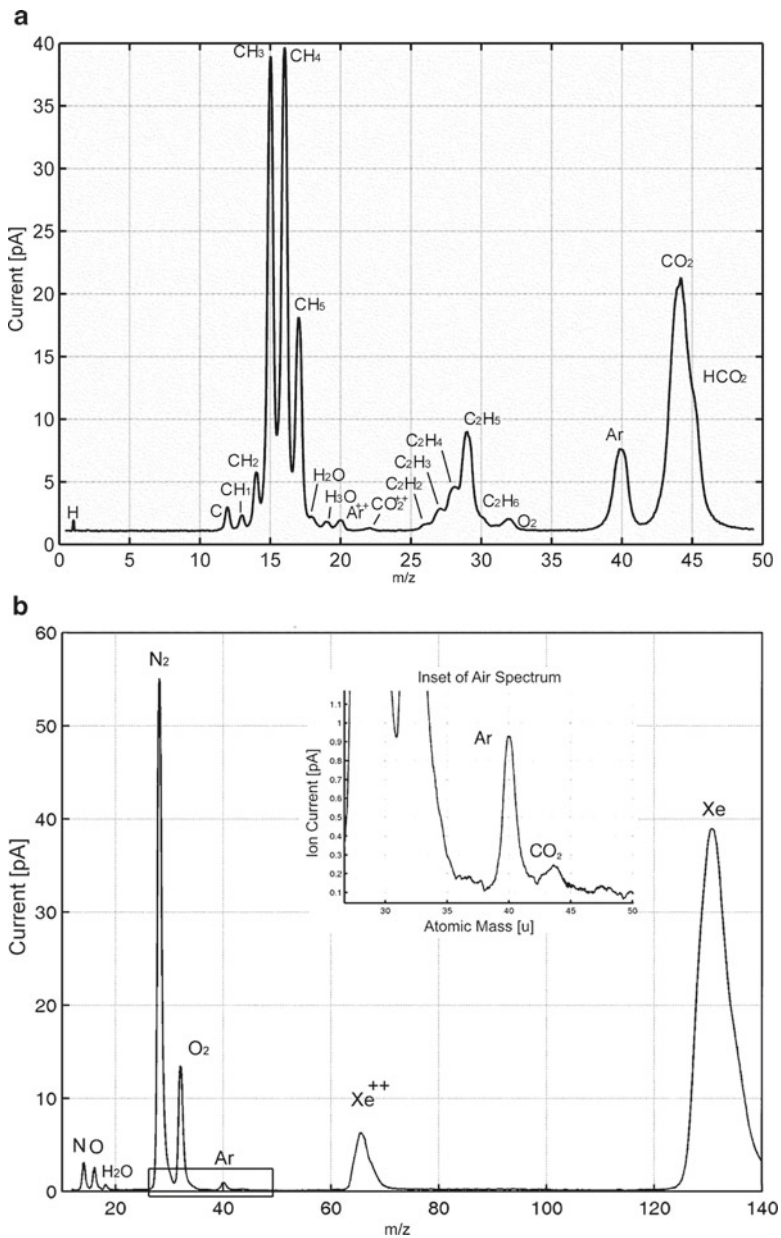 a
40
35
30
25
20
15
10
5
0
Current [pA]
0 5 10 15 20 25 30 35 40 45 50
m/z
H
C
CH₁
CH₂
CH₃
CH₄
CH₅
H₂O
H₃O
Ar⁺⁺
CO₂⁺⁺
C₂H₂
C₂H₃
C₂H₄
C₂H₅
C₂H₆
O₂
Ar
CO₂
HCO₂
b
60
50
40
30
20
10
0
Current [pA]
20 40 60 80 100 120 140
m/z
N
O
H₂O
N₂
O₂
Ar
Xe⁺⁺
Xe
Inset of Air Spectrum
1.1
1
0.9
0.8
0.7
0.6
0.5
0.4
0.3
0.2
0.1
Ion Current [pA]
Ar
CO₂
30 35 40 45 50
Atomic Mass [u]